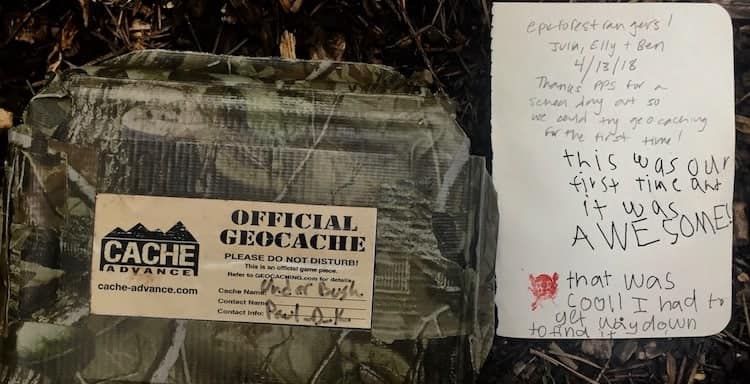 CACHE
ADVANCE
cache-advance.com
OFFICIAL
GEOCACHE
PLEASE DO NOT DISTURB!
This is an official game piece.
Refer to GEOCACHING.com for details
Cache Name: Under Bush
Contact Name
Contact Info: Paul
epicforestrangers!
Julia, Elly + Ben
4/13/18
Thanks PPS for a
school day out so
we could try geocaching
for the first time!
this was our
first time and
it was
AWESOME!
that was
cool! I had to
get way down
to find it